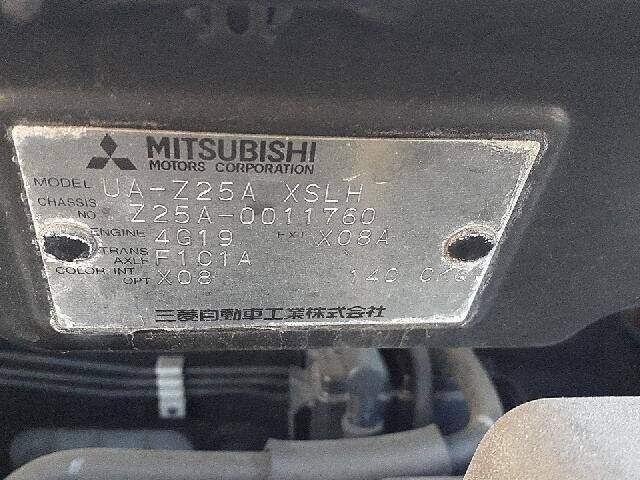 MITSUBISHI
MOTORS CORPORATION
MODEL UA-Z25A XSLH
CHASSIS NO Z25A-0011760
ENGINE 4G19 EXT X08A
TRANS AXLE F1C1A
COLOR INT OPT X08
三菱自動車工業株式会社